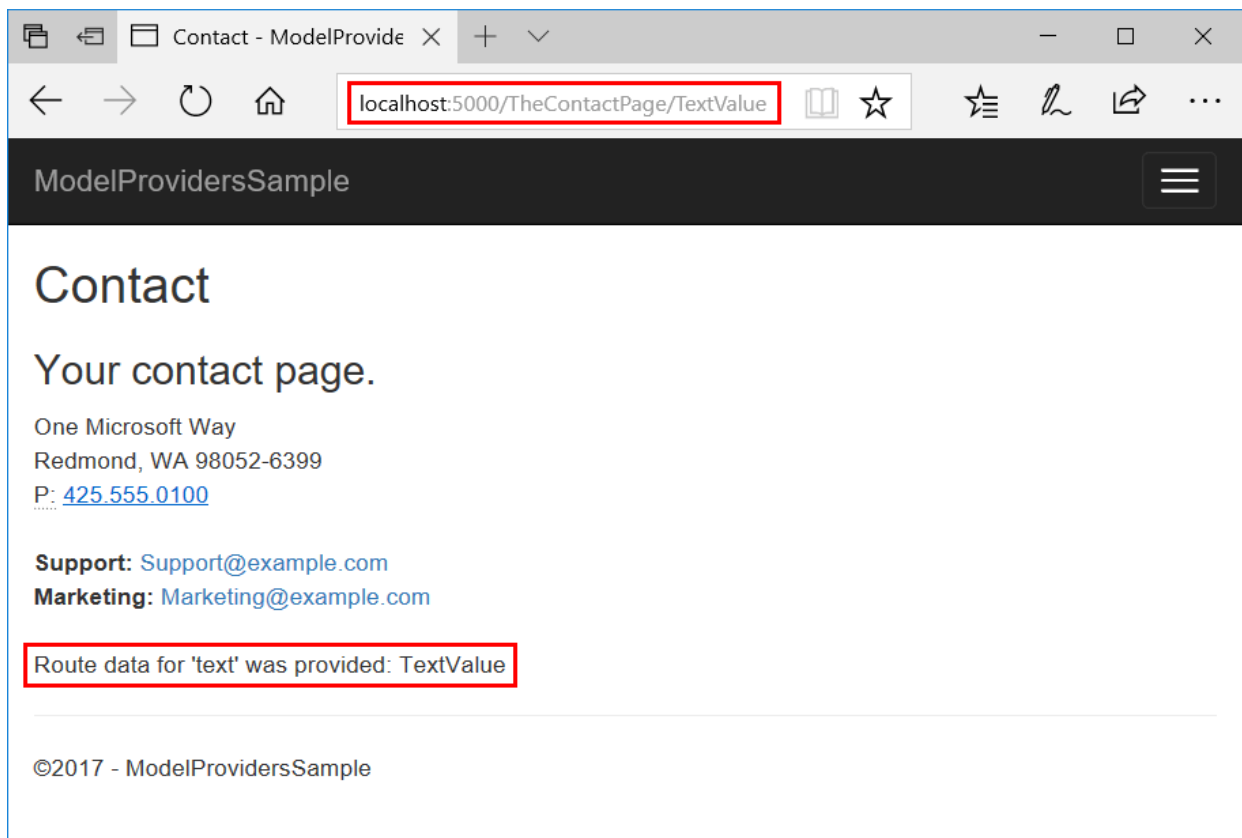 Contact - ModelProvide
localhost:5000/TheContactPage/TextValue
ModelProvidersSample
Contact
Your contact page.
One Microsoft Way
Redmond, WA 98052-6399
P: 425.555.0100
Support: Support@example.com
Marketing: Marketing@example.com
Route data for 'text' was provided: TextValue
©2017 - ModelProvidersSample